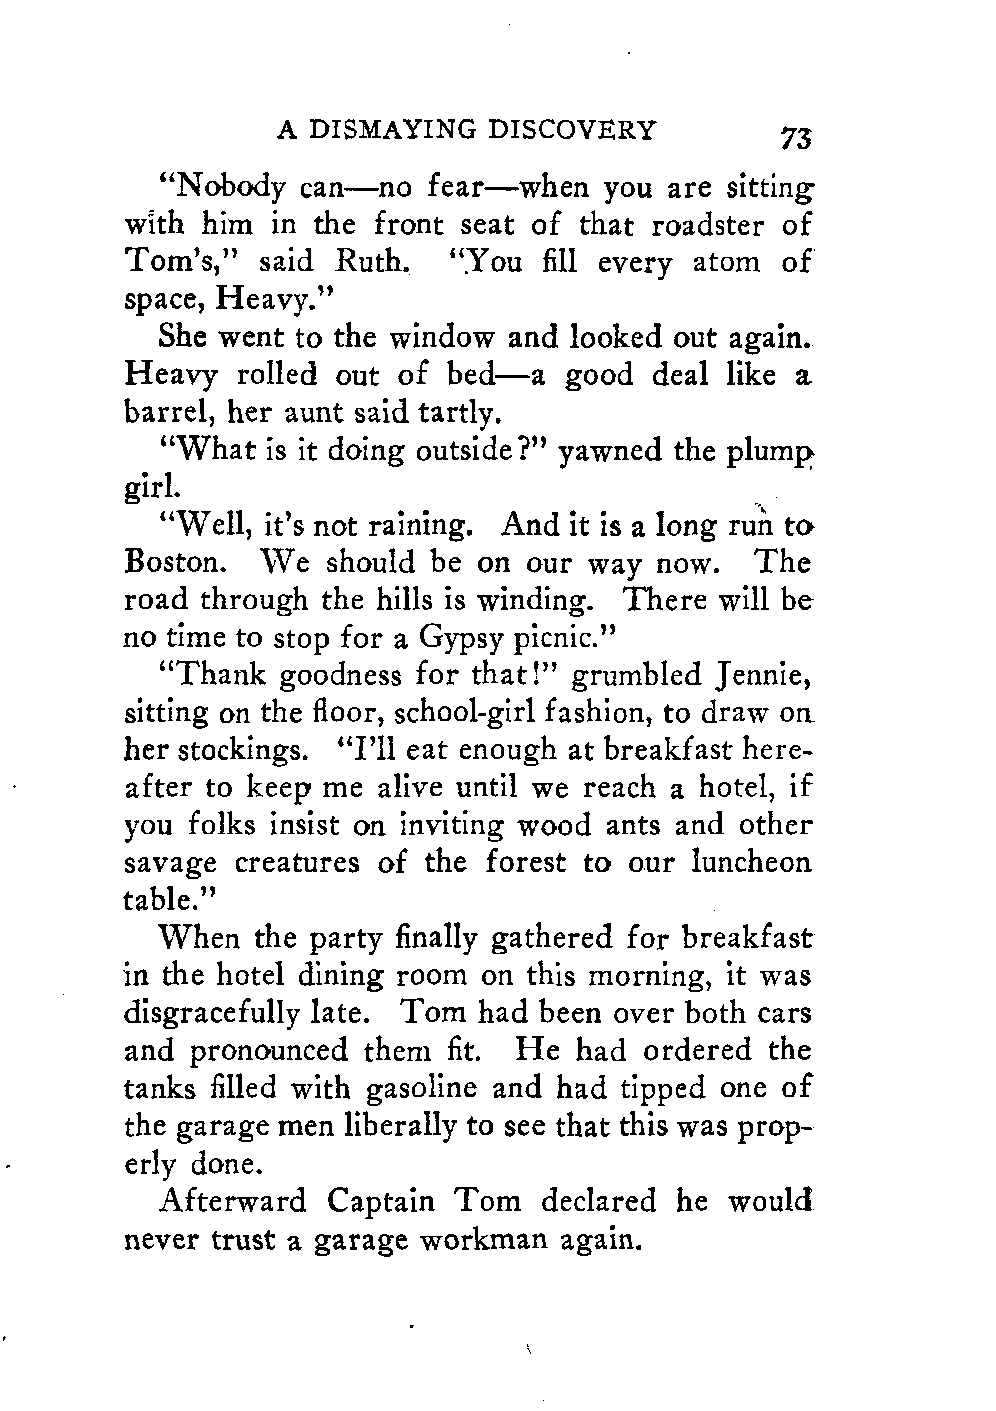 A DISMAYING DISCOVERY 73
“Nobody can—no fear—when you are sitting
with him in the front seat of that roadster of
Tom's,” said Ruth. “You fill every atom of
space, Heavy.”
She went to the window and looked out again.
Heavy rolled out of bed—a good deal like a
barrel, her aunt said tartly.
“What is it doing outside?” yawned the plump
girl.
“Well, it's not raining. And it is a long run to
Boston. We should be on our way now. The
road through the hills is winding. There will be
no time to stop for a Gypsy picnic.”
“Thank goodness for that!” grumbled Jennie,
sitting on the floor, school-girl fashion, to draw on
her stockings. “I'll eat enough at breakfast here-
after to keep me alive until we reach a hotel, if
you folks insist on inviting wood ants and other
savage creatures of the forest to our luncheon
table.”
When the party finally gathered for breakfast
in the hotel dining room on this morning, it was
disgracefully late. Tom had been over both cars
and pronounced them fit. He had ordered the
tanks filled with gasoline and had tipped one of
the garage men liberally to see that this was prop-
erly done.
Afterward Captain Tom declared he would
never trust a garage workman again.